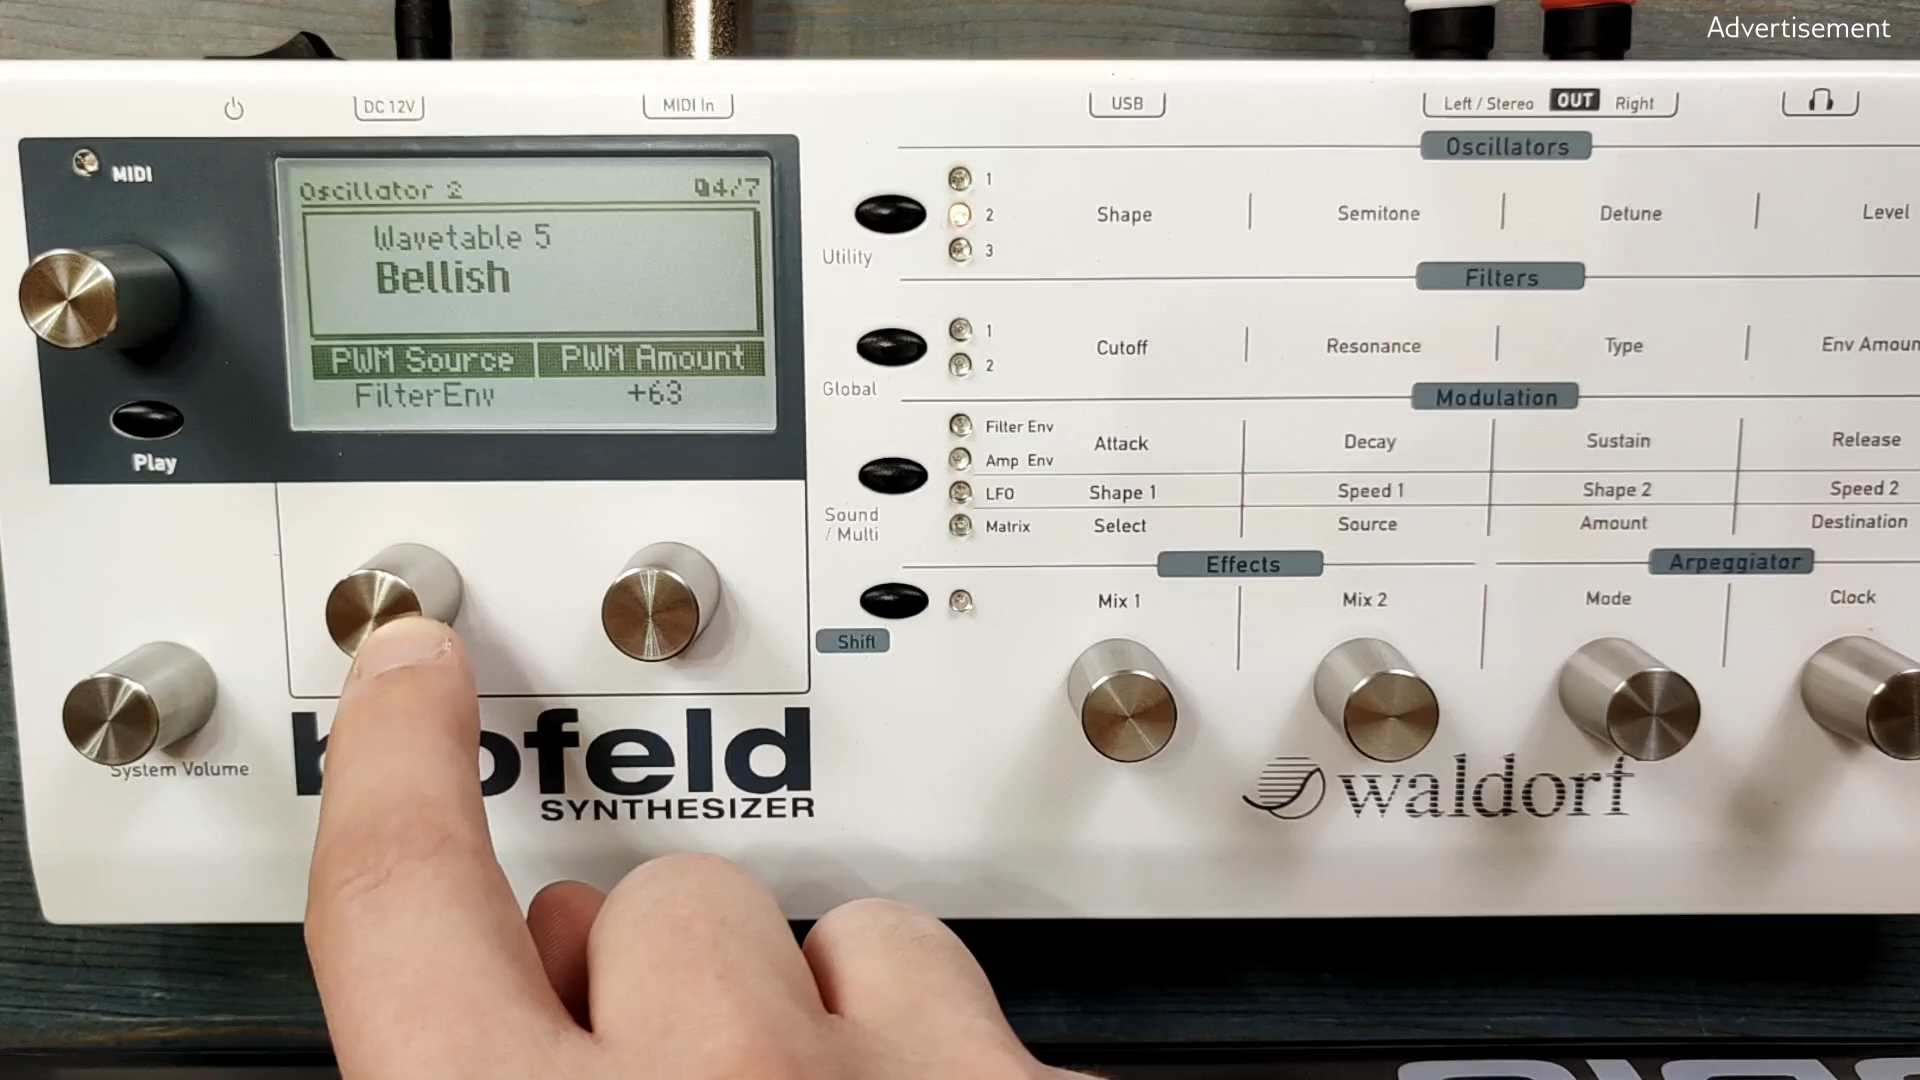 Advertisement
DC 12V
MIDI In
USB
Left / Stereo OUT Right
MIDI
Oscillator 2 04/7
Wavetable 5
Bellish
PWM Source PWM Amount
FilterEnv +63
Play
System Volume
Oscillators
1
2
3
Shape Semitone Detune Level
Utility
Filters
1
2
Cutoff Resonance Type Env Amoun
Global
Modulation
Filter Env
Amp Env
Attack Decay Sustain Release
LFO Shape 1 Speed 1 Shape 2 Speed 2
Matrix Select Source Amount Destination
Sound
/ Multi
Effects Arpeggiator
Mix 1 Mix 2 Mode Clock
Shift
ofeld
SYNTHESIZER
waldorf